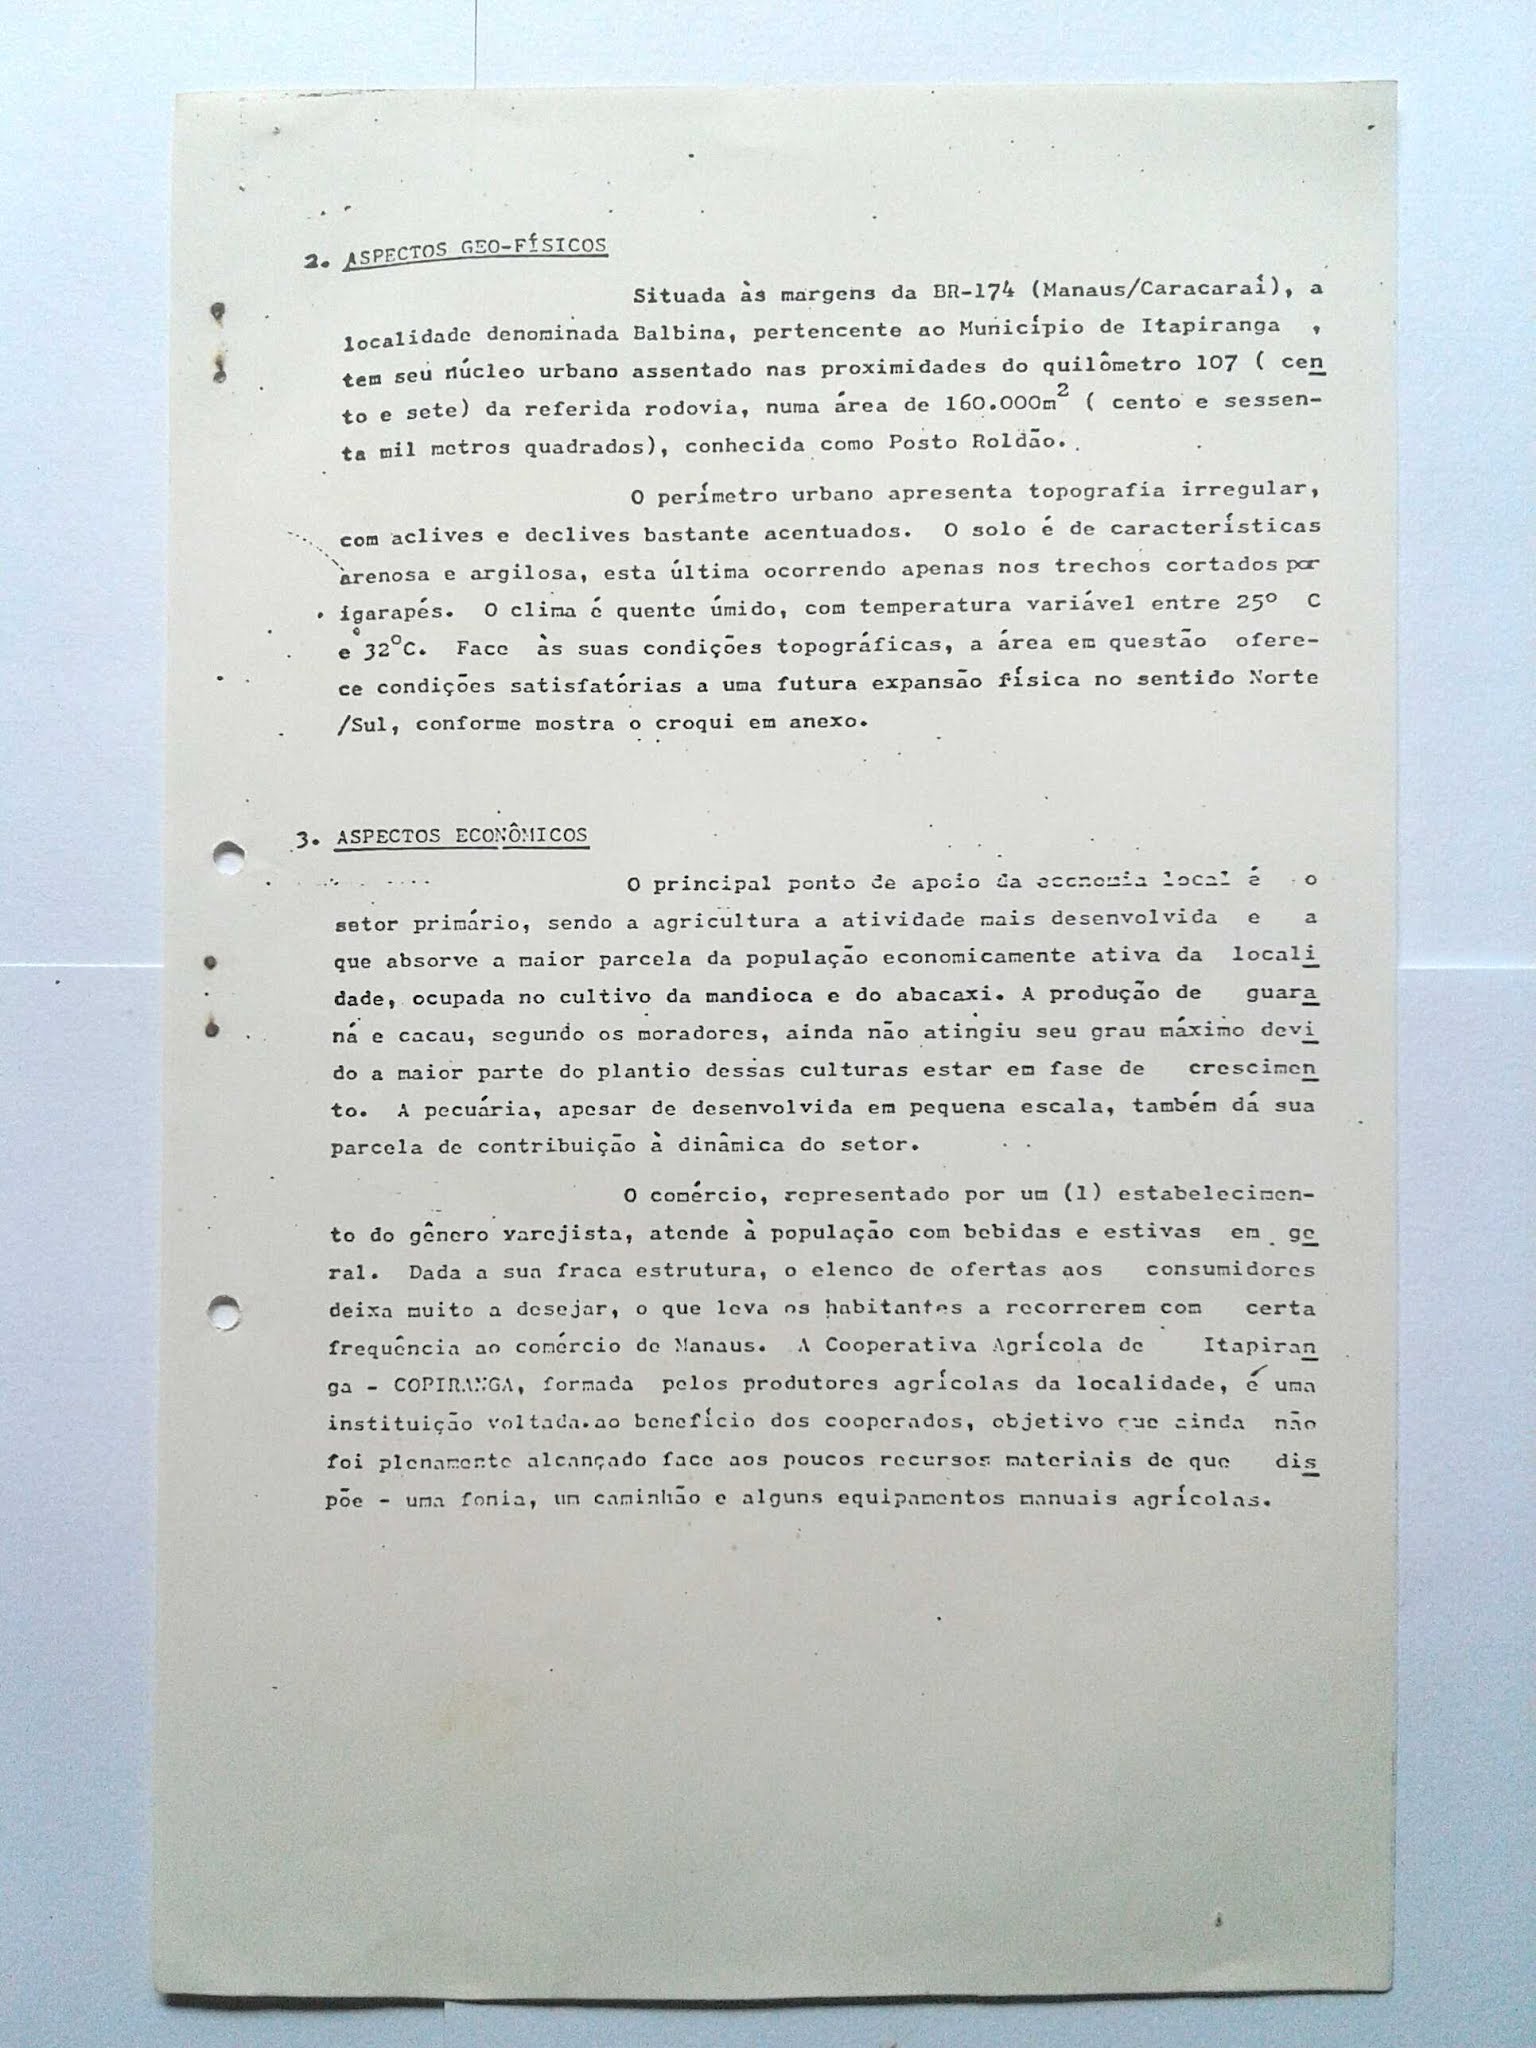 2. ASPECTOS GEO-FÍSICOS
Situada às margens da BR-174 (Manaus/Caracaraí), a
localidade denominada Balbina, pertencente ao Município de Itapiranga ,
tem seu núcleo urbano assentado nas proximidades do quilômetro 107 ( cen
to e sete) da referida rodovia, numa área de 160.000m² ( cento e sessen-
ta mil metros quadrados), conhecida como Posto Roldão.
O perímetro urbano apresenta topografia irregular,
com aclives e declives bastante acentuados. O solo é de características
arenosa e argilosa, esta última ocorrendo apenas nos trechos cortados por
igarapés. O clima é quente úmido, com temperatura variável entre 25º C
e 32ºC. Face às suas condições topográficas, a área em questão ofere-
ce condições satisfatórias a uma futura expansão física no sentido Norte
/Sul, conforme mostra o croqui em anexo.
3. ASPECTOS ECONÔMICOS
O principal ponto de apoio da economia local é o
setor primário, sendo a agricultura a atividade mais desenvolvida e a
que absorve a maior parcela da população economicamente ativa da locali
dade, ocupada no cultivo da mandioca e do abacaxi. A produção de guara
ná e cacau, segundo os moradores, ainda não atingiu seu grau máximo devi
do a maior parte do plantio dessas culturas estar em fase de crescimen
to. A pecuária, apesar de desenvolvida em pequena escala, também dá sua
parcela de contribuição à dinâmica do setor.
O comércio, representado por um (1) estabelecimen-
to do gênero varejista, atende à população com bebidas e estivas em ge
ral. Dada a sua fraca estrutura, o elenco de ofertas aos consumidores
deixa muito a desejar, o que leva os habitantes a recorrerem com certa
frequência ao comércio de Manaus. A Cooperativa Agrícola de Itapiran
ga - COPIRANGA, formada pelos produtores agrícolas da localidade, é uma
instituição voltada ao benefício dos cooperados, objetivo que ainda não
foi plenamente alcançado face aos poucos recursos materiais de que dis
põe - uma fonia, um caminhão e alguns equipamentos manuais agrícolas.